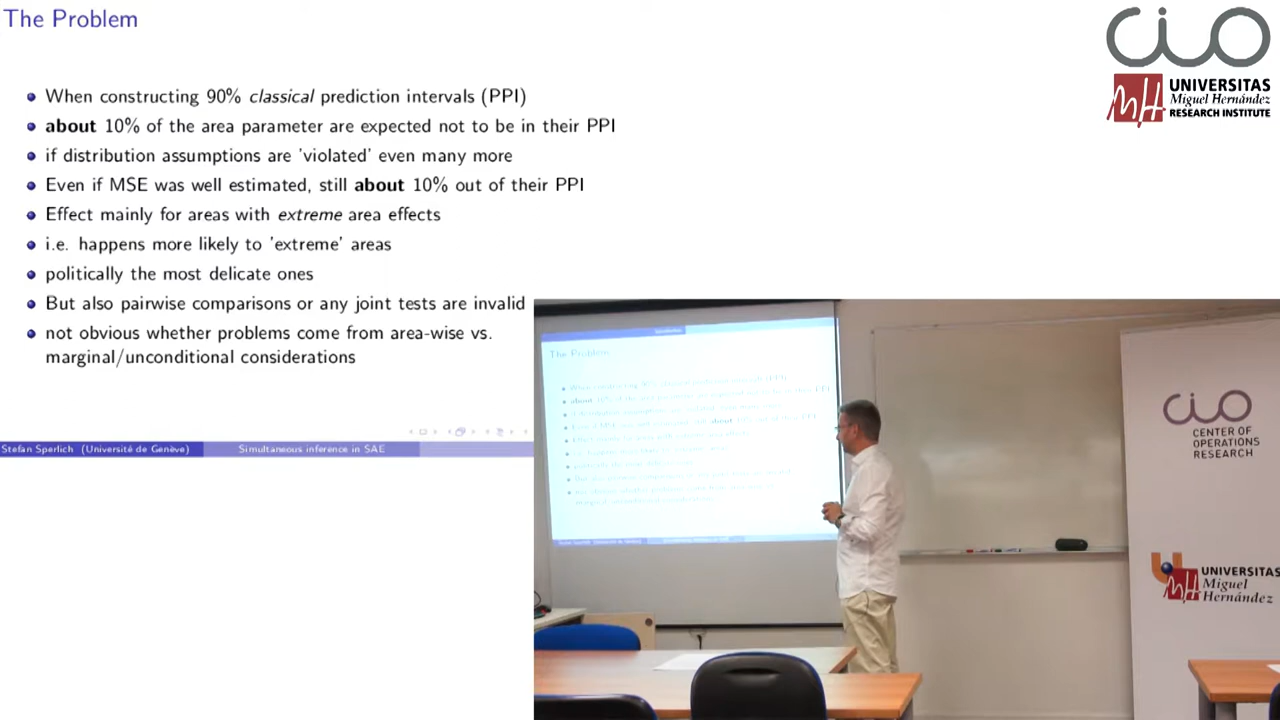 The Problem
When constructing 90% classical prediction intervals (PPI)
about 10% of the area parameter are expected not to be in their PPI
if distribution assumptions are 'violated' even many more
Even if MSE was well estimated, still about 10% out of their PPI
Effect mainly for areas with extreme area effects
i.e. happens more likely to 'extreme' areas
politically the most delicate ones
But also pairwise comparisons or any joint tests are invalid
not obvious whether problems come from area-wise vs.
marginal/unconditional considerations
Stefan Sperlich (Université de Genève) Simultaneous inference in SAE
cio
UNIVERSITAS
Miguel Hernández
RESEARCH INSTITUTE
The Problem
cio
CENTER OF
OPERATIONS
RESEARCH
UNIVERSITAS
Miguel
Hernández